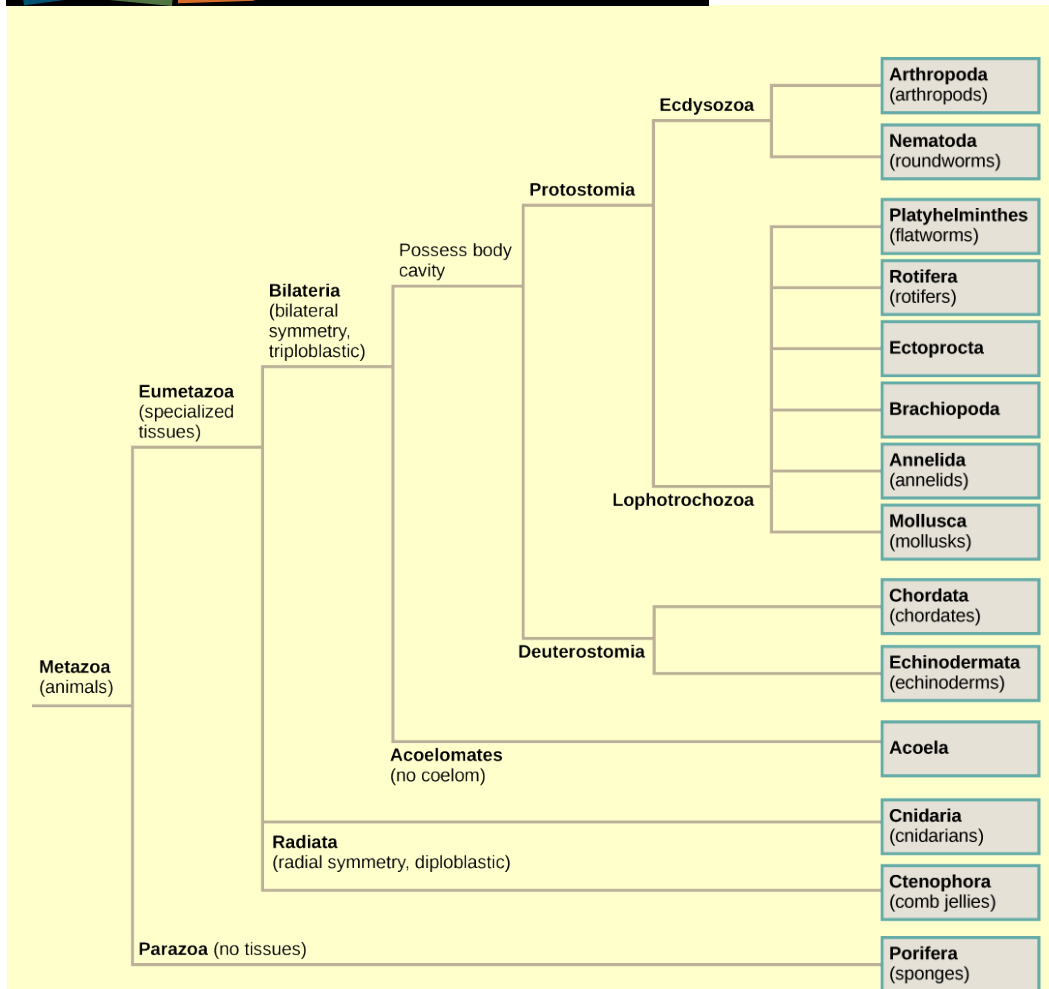 Arthropoda
(arthropods)
Ecdysozoa
Nematoda
(roundworms)
Protostomia
Platyhelminthes
(flatworms)
Possess body
cavity
Rotifera
(rotifers)
Bilateria
(bilateral
symmetry,
triploblastic)
Ectoprocta
Eumetazoa
(specialized
tissues)
Brachiopoda
Annelida
(annelids)
Lophotrochozoa
Mollusca
(mollusks)
Chordata
(chordates)
Deuterostomia
Echinodermata
(echinoderms)
Metazoa
(animals)
Acoelomates
(no coelom)
Acoela
Cnidaria
(cnidarians)
Radiata
(radial symmetry, diploblastic)
Ctenophora
(comb jellies)
Parazoa (no tissues)
Porifera
(sponges)